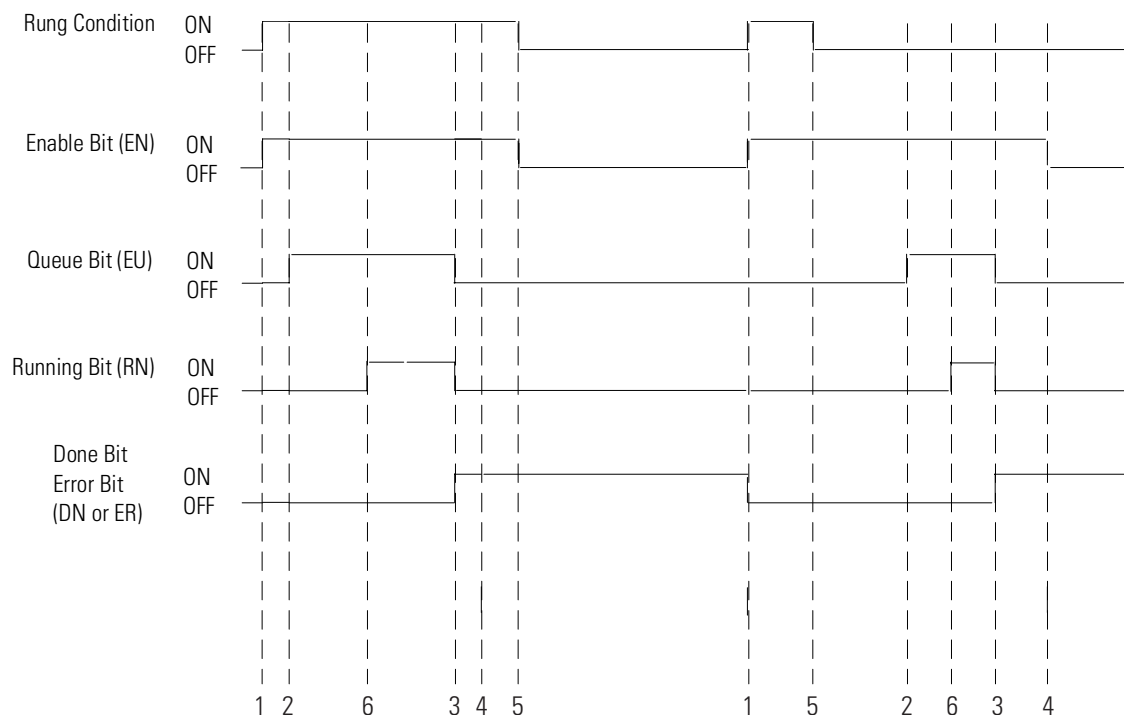 Rung Condition ON
OFF
Enable Bit (EN) ON
OFF
Queue Bit (EU) ON
OFF
Running Bit (RN) ON
OFF
Done Bit
Error Bit ON
(DN or ER) OFF
1 2 6 3 4 5 1 5 2 6 3 4